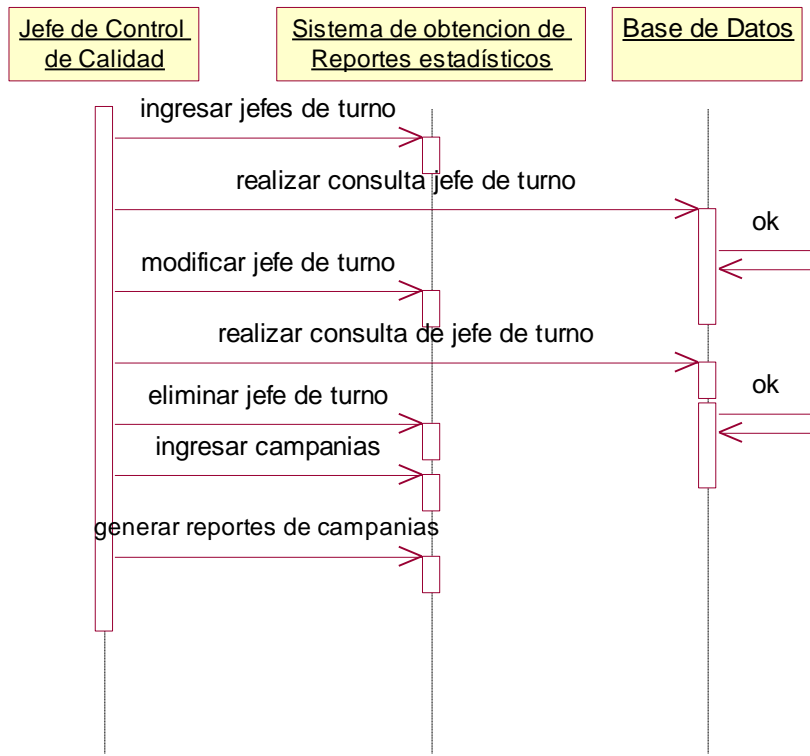 Jefe de Control
de Calidad
Sistema de obtencion de
Reportes estadísticos
Base de Datos
ingresar jefes de turno
realizar consulta jefe de turno
ok
modificar jefe de turno
realizar consulta de jefe de turno
ok
eliminar jefe de turno
ingresar campanias
generar reportes de campanias